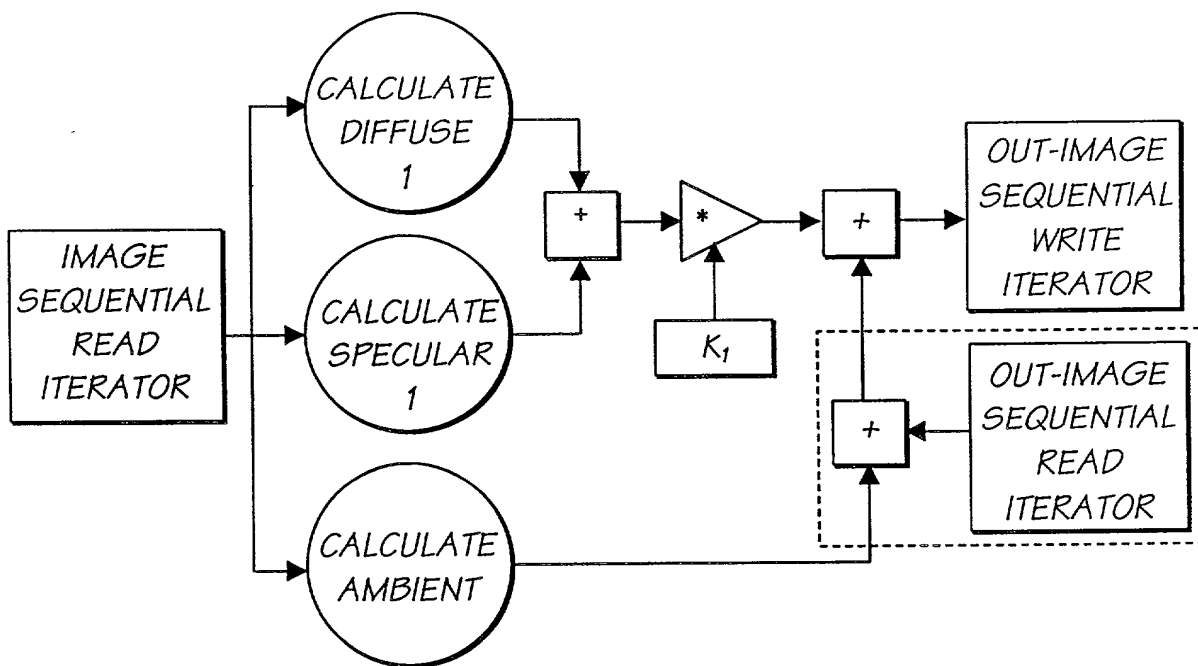 CALCULATE
DIFFUSE
1
IMAGE
SEQUENTIAL
READ
ITERATOR
CALCULATE
SPECULAR
1
CALCULATE
AMBIENT
+
*
K₁
+
OUT-IMAGE
SEQUENTIAL
WRITE
ITERATOR
+
OUT-IMAGE
SEQUENTIAL
READ
ITERATOR